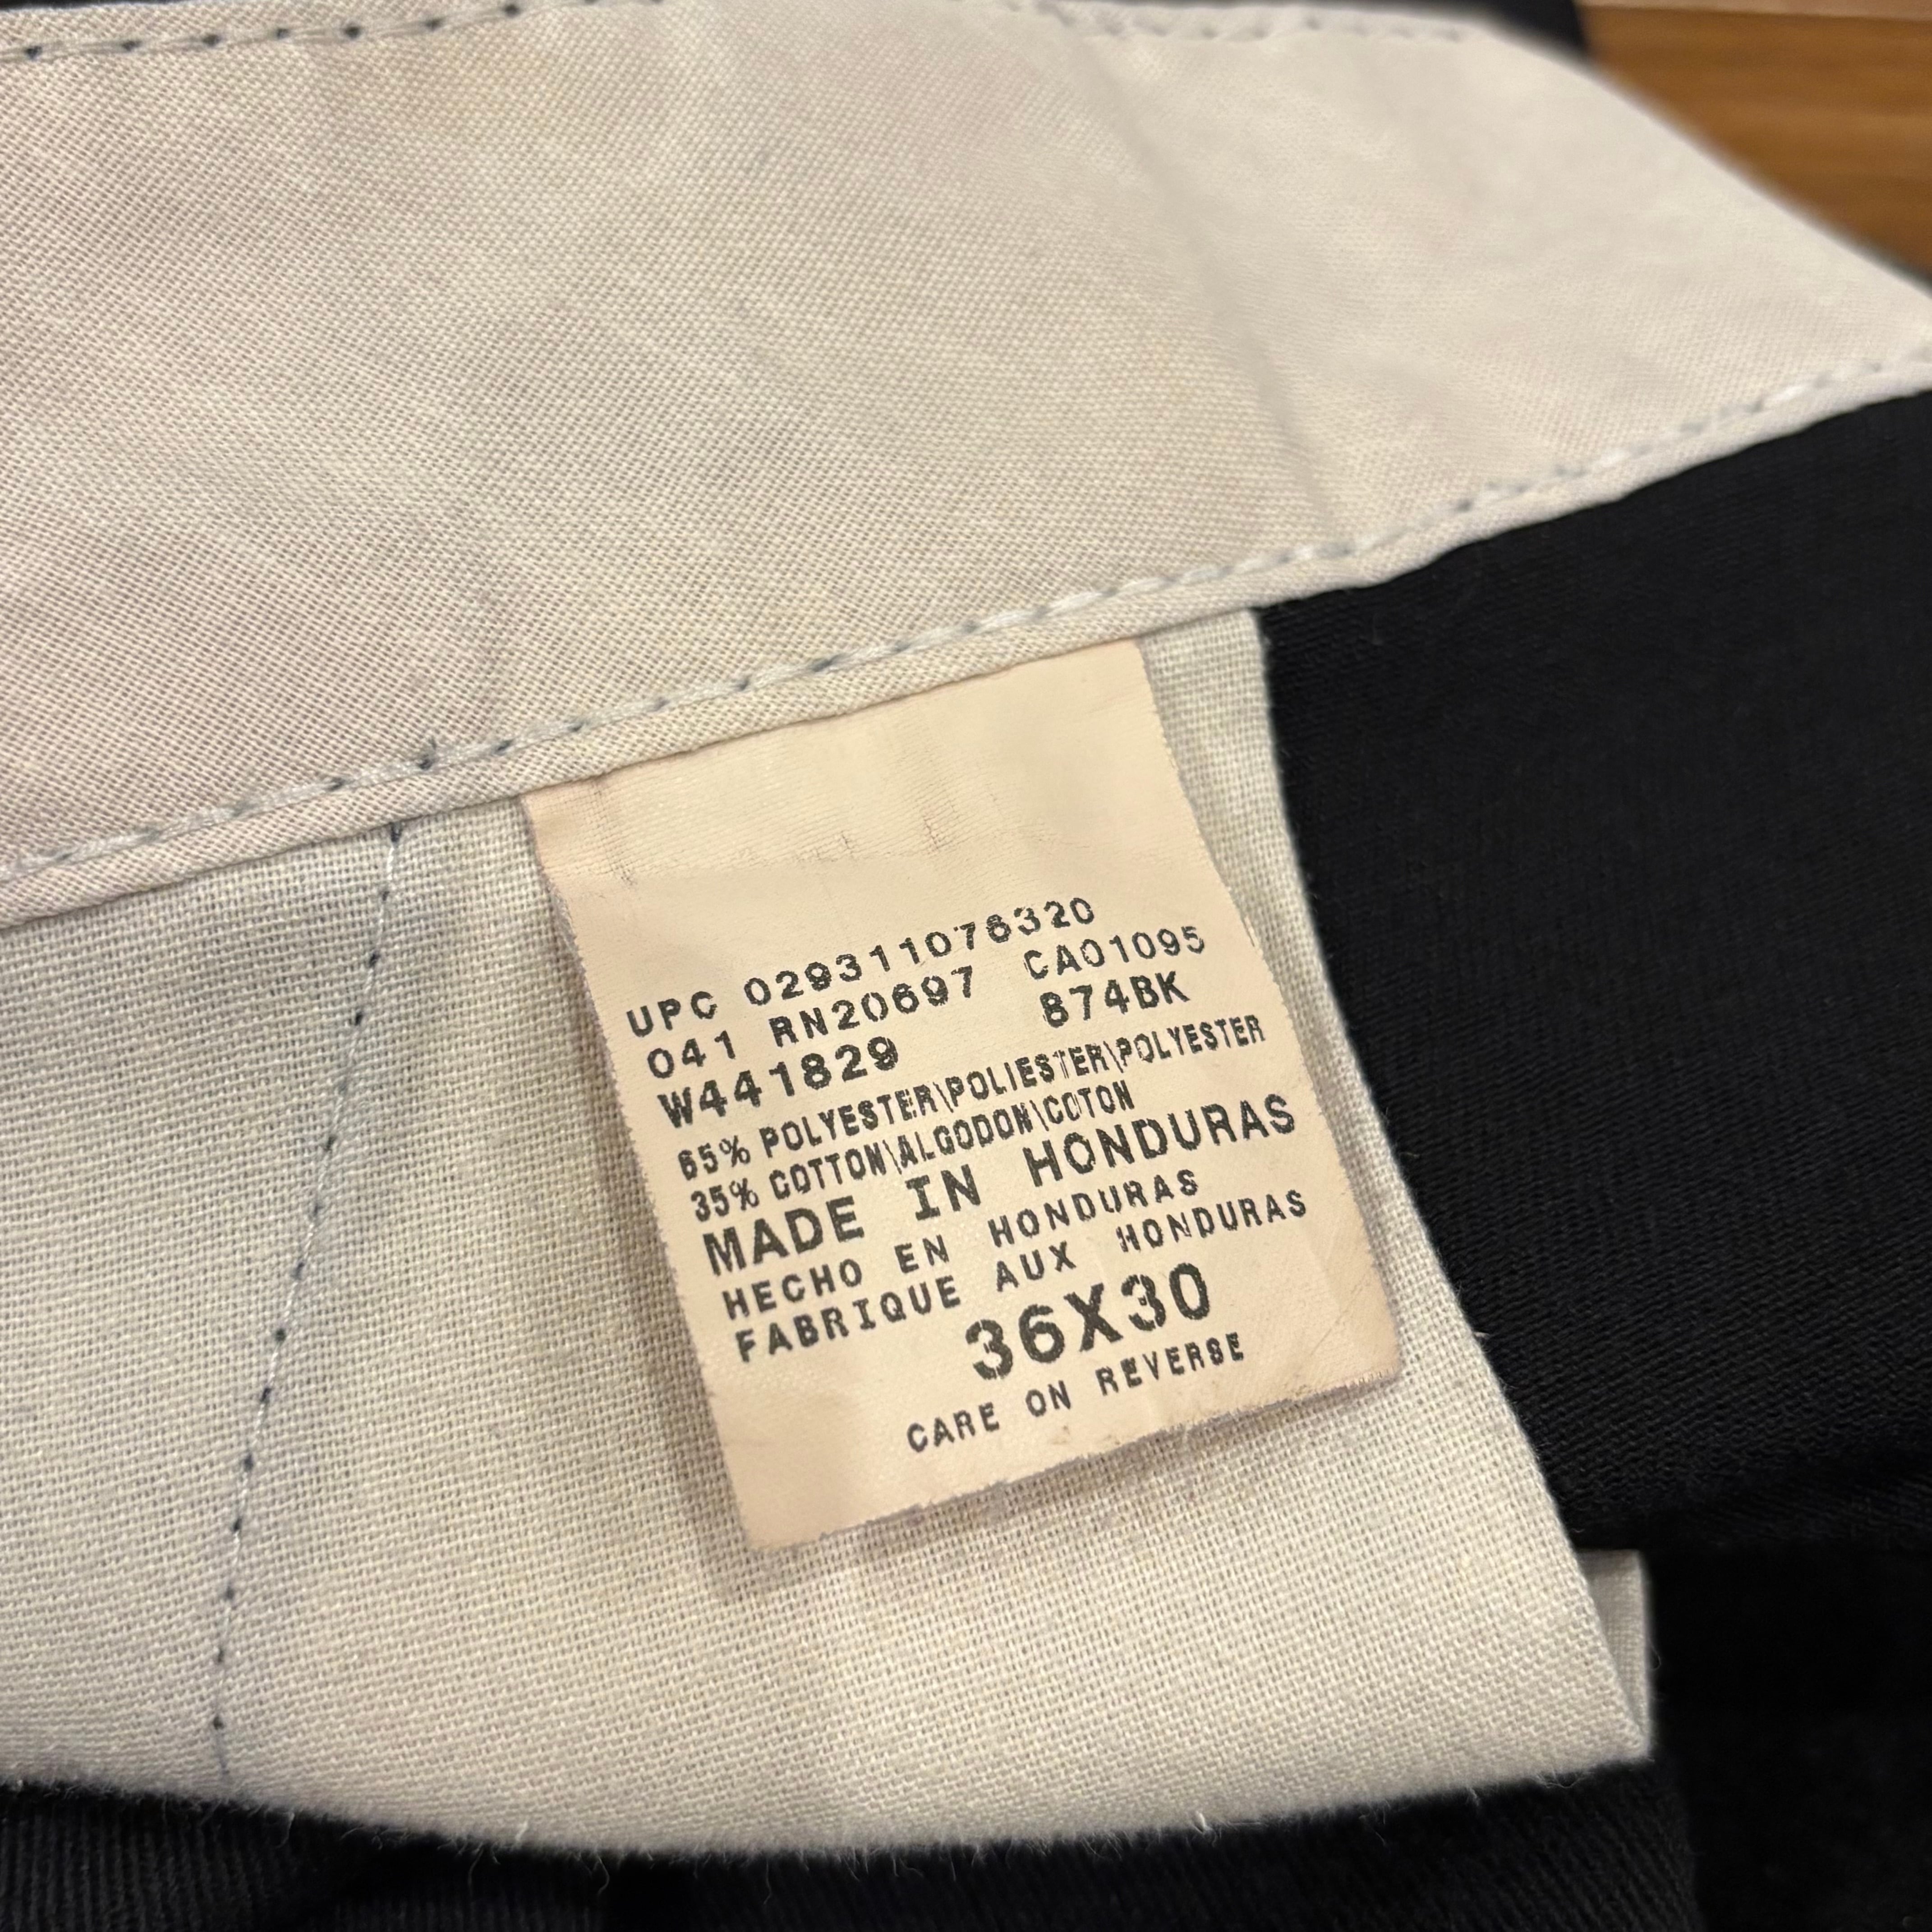 UPC 029311076320
041 RN20697 CA01095
W441829 874BK
65% POLYESTER\POLIESTER\POLYESTER
35% COTTON\ALGODON\COTON
MADE IN HONDURAS
HECHO EN HONDURAS
FABRIQUE AUX HONDURAS
36X30
CARE ON REVERSE